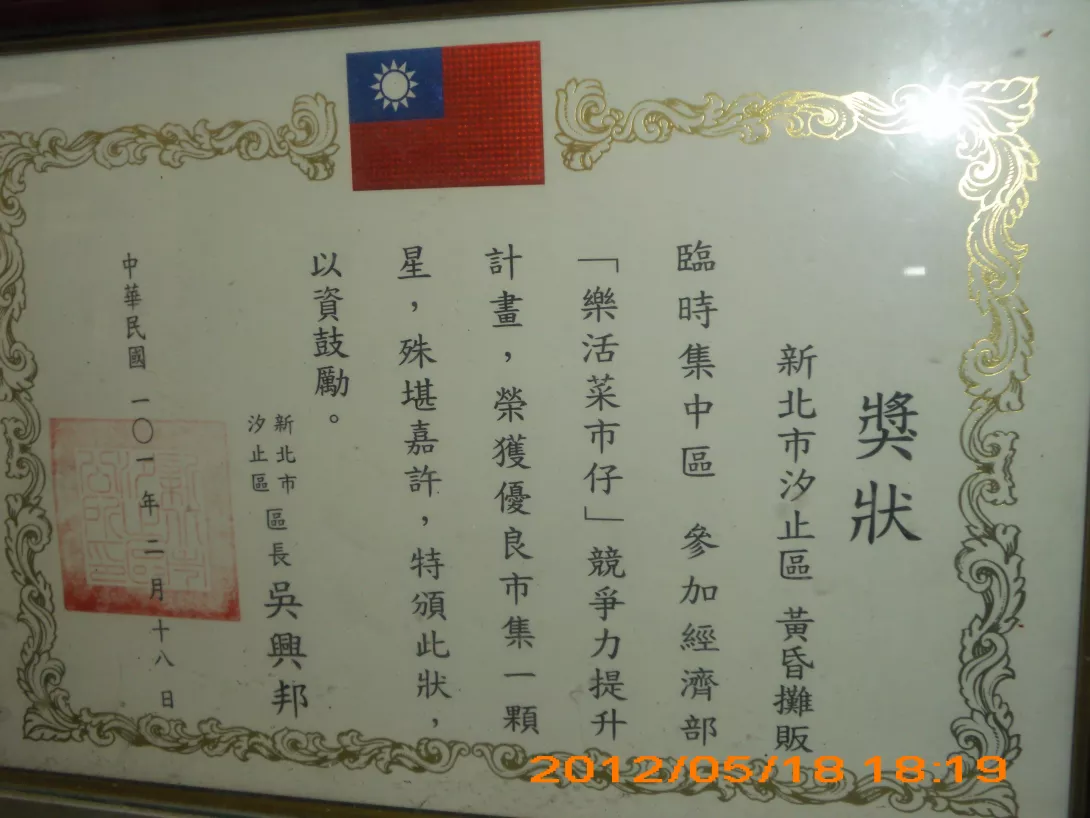 獎狀
新北市汐止區 黃昏攤販
臨時集中區 參加經濟部
「樂活菜市仔」競爭力提升
計畫，榮獲優良市集一顆
星，殊堪嘉許，特頒此狀，
以資鼓勵。
新北市
汐止區
區長 吳興邦
中華民國 一〇一年 二月 十八 日
2012/05/18 18:19